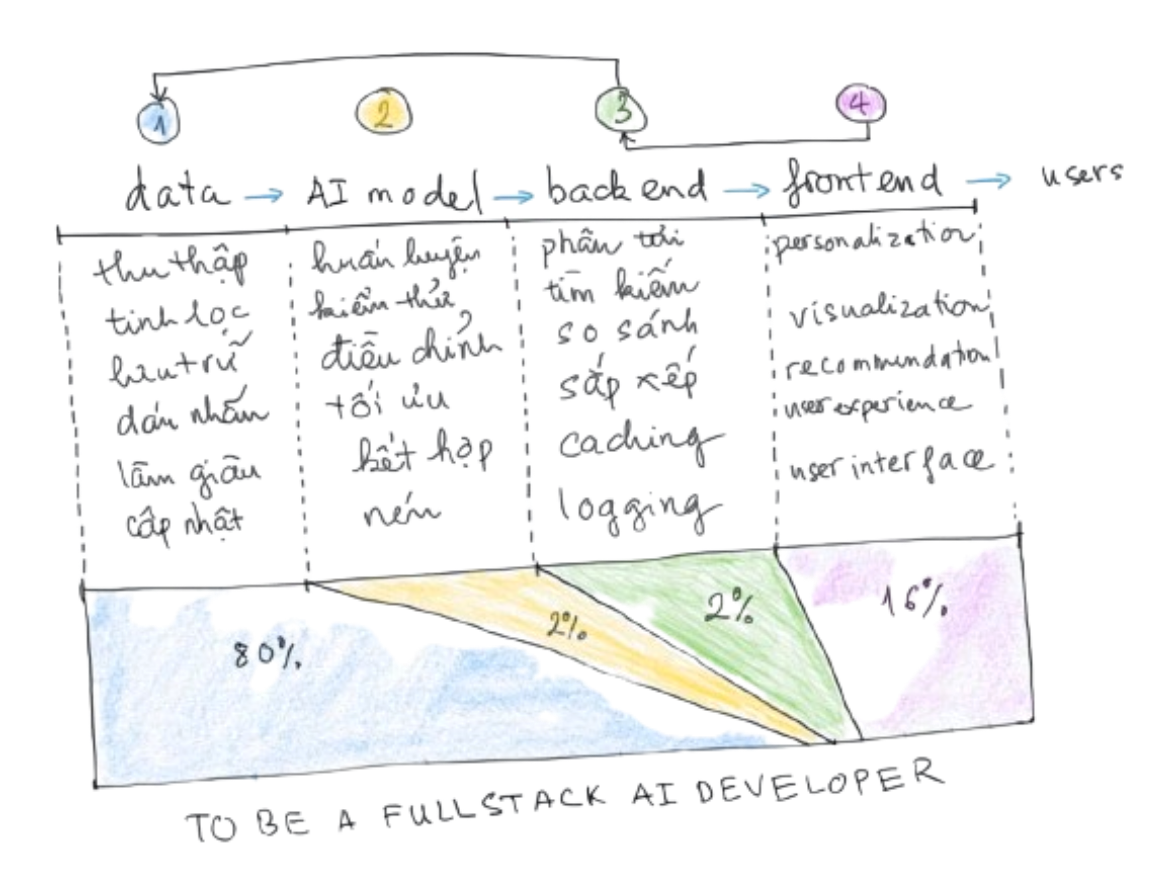 1 2 3 4
data → AI model → backend → frontend → users
thu thập
tinh lọc
lưu trữ
dán nhãn
làm giàu
cập nhật
huấn luyện
kiểm thử
điều chỉnh
tối ưu
kết hợp
nén
phân tải
tìm kiếm
so sánh
sắp xếp
caching
logging
personalization
visualization
recommendation
user experience
user interface
80%
2%
2%
16%
TO BE A FULLSTACK AI DEVELOPER